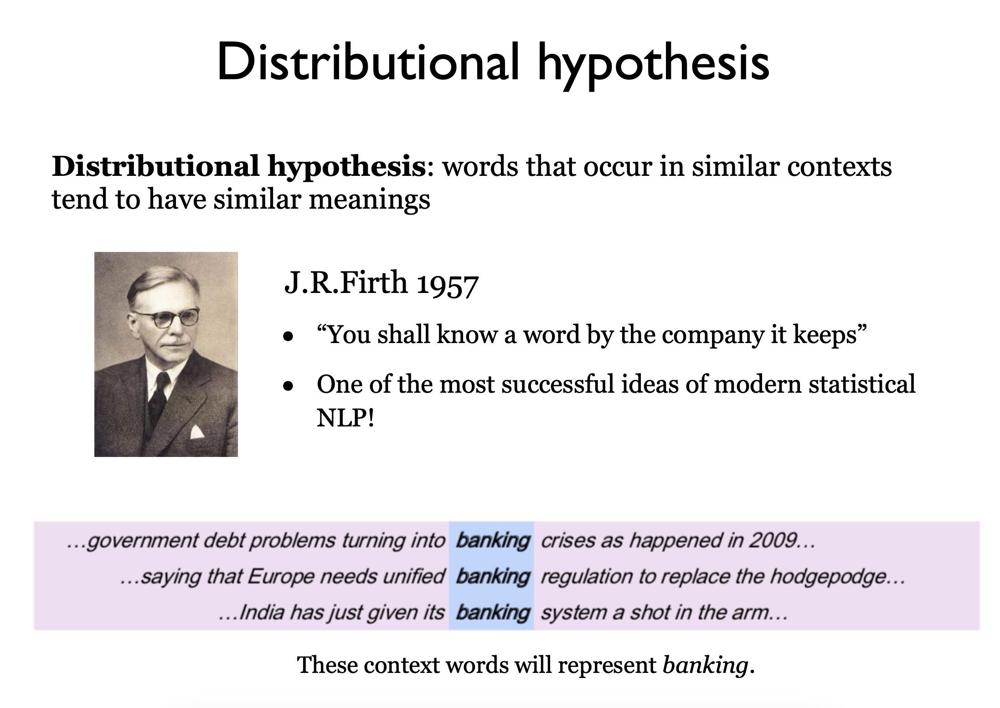 Distributional hypothesis
Distributional hypothesis: words that occur in similar contexts
tend to have similar meanings
J.R.Firth 1957
● “You shall know a word by the company it keeps”
● One of the most successful ideas of modern statistical
NLP!
…government debt problems turning into banking crises as happened in 2009…
…saying that Europe needs unified banking regulation to replace the hodgepodge…
…India has just given its banking system a shot in the arm…
These context words will represent banking.